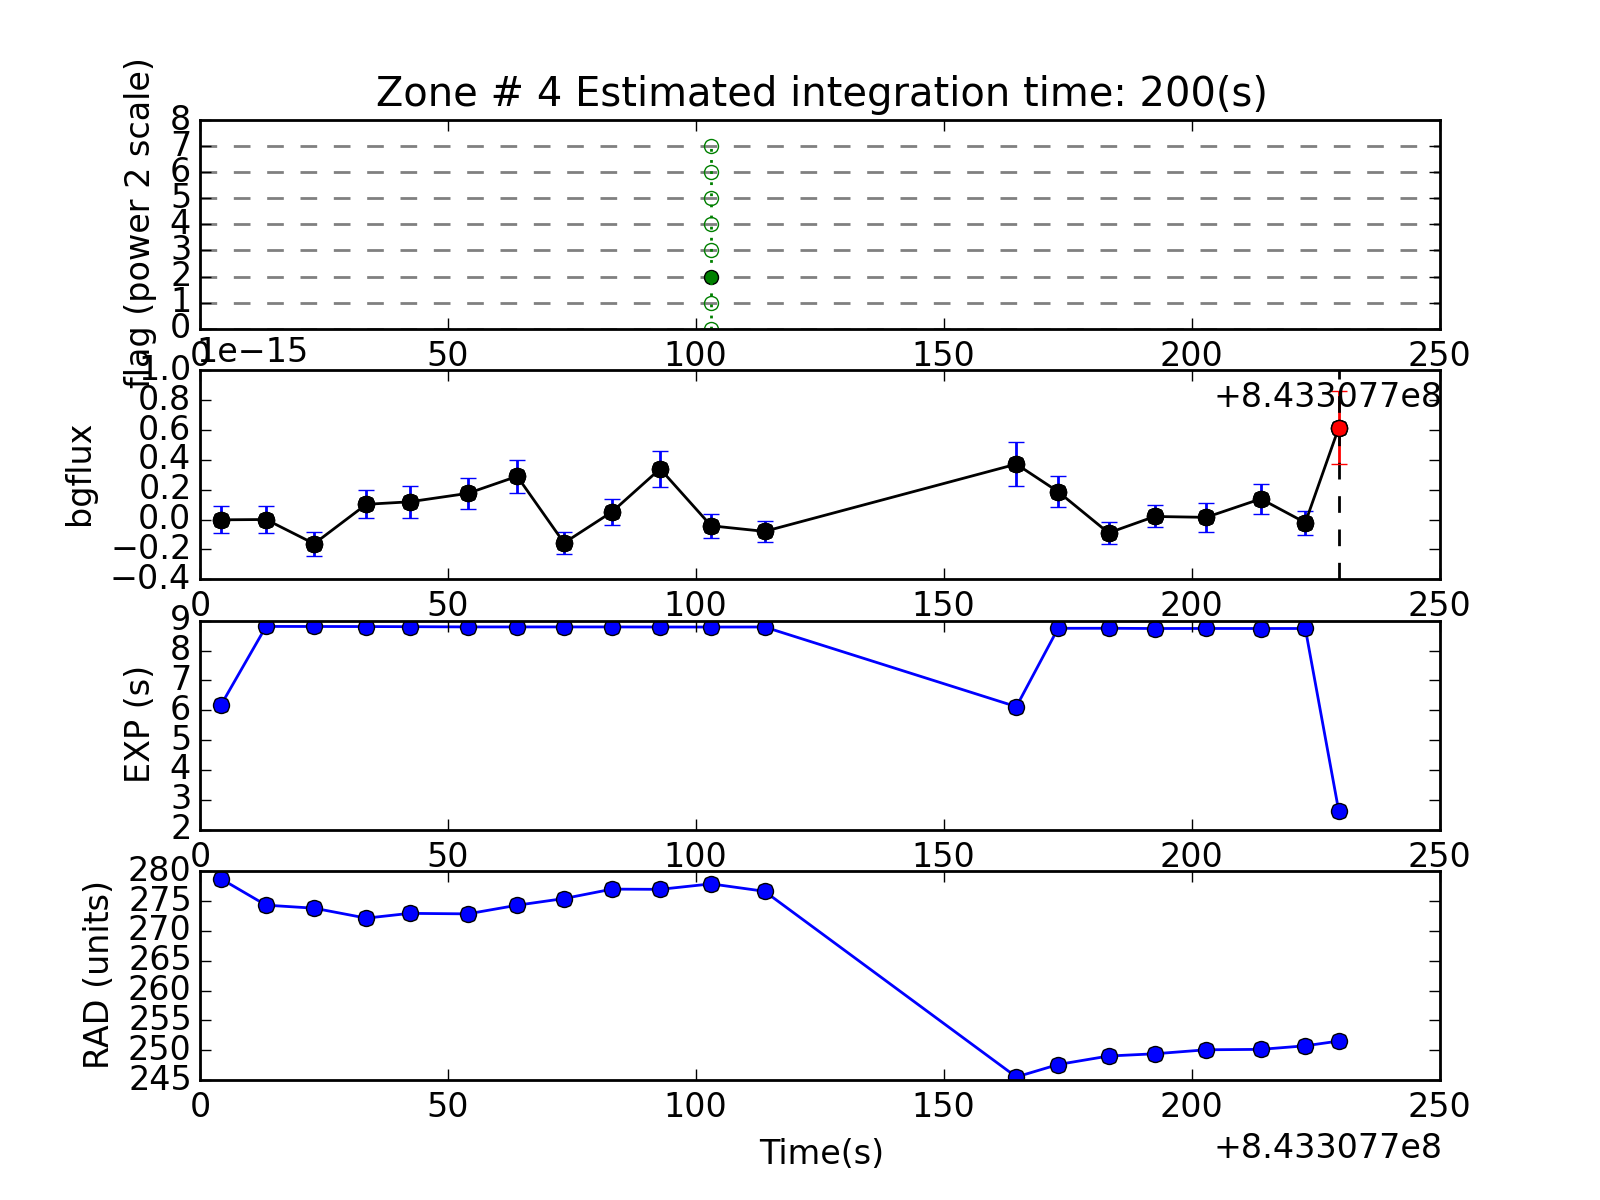 Zone # 4 Estimated integration time: 200(s)
flag (power 2 scale)
8
7
6
5
4
3
2
1
0
0 50 100 150 200 250
1e−15
+8.433077e8
bgflux
1.0
0.8
0.6
0.4
0.2
0.0
−0.2
−0.4
0 50 100 150 200 250
EXP (s)
9
8
7
6
5
4
3
2
0 50 100 150 200 250
RAD (units)
280
275
270
265
260
255
250
245
0 50 100 150 200 250
Time(s)
+8.433077e8